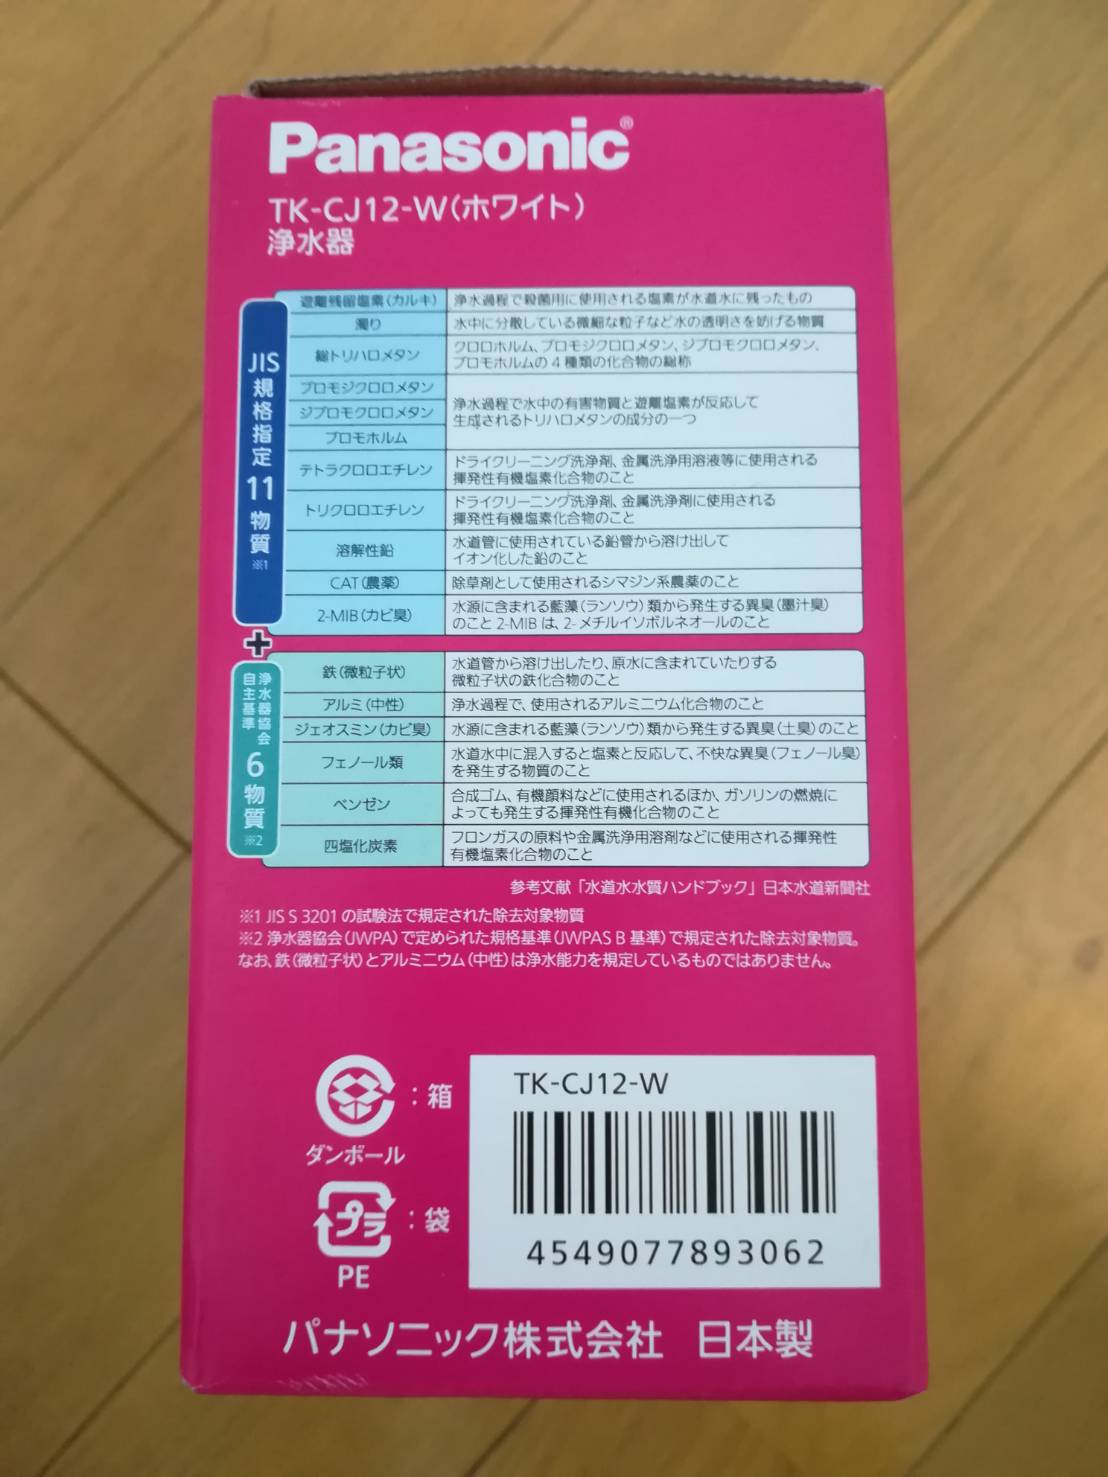 Panasonic®
TK-CJ12-W(ホワイト)
浄水器
JIS規格指定11物質※1
遊離残留塩素(カルキ) 浄水過程で殺菌用に使用される塩素が水道水に残ったもの
濁り 水中に分散している微細な粒子など水の透明さを妨げる物質
総トリハロメタン クロロホルム、ブロモジクロロメタン、ジブロモクロロメタン、
ブロモホルムの4種類の化合物の総称
ブロモジクロロメタン
ジブロモクロロメタン
ブロモホルム
浄水過程で水中の有害物質と遊離塩素が反応して
生成されるトリハロメタンの成分の一つ
テトラクロロエチレン ドライクリーニング洗浄剤、金属洗浄用溶液等に使用される
揮発性有機塩素化合物のこと
トリクロロエチレン ドライクリーニング洗浄剤、金属洗浄剤に使用される
揮発性有機塩素化合物のこと
溶解性鉛 水道管に使用されている鉛管から溶け出して
イオン化した鉛のこと
CAT(農薬) 除草剤として使用されるシマジン系農薬のこと
2-MIB(カビ臭) 水源に含まれる藍藻(ランソウ)類から発生する異臭(墨汁臭)
のこと 2-MIBは、2-メチルイソボルネオールのこと
+
浄水器協会
自主基準
6物質※2
鉄(微粒子状) 水道管から溶け出したり、原水に含まれていたりする
微粒子状の鉄化合物のこと
アルミ(中性) 浄水過程で、使用されるアルミニウム化合物のこと
ジェオスミン(カビ臭) 水源に含まれる藍藻(ランソウ)類から発生する異臭(土臭)のこと
フェノール類 水道水中に混入すると塩素と反応して、不快な異臭(フェノール臭)
を発生する物質のこと
ベンゼン 合成ゴム、有機顔料などに使用されるほか、ガソリンの燃焼に
よっても発生する揮発性有機化合物のこと
四塩化炭素 フロンガスの原料や金属洗浄用溶剤などに使用される揮発性
有機塩素化合物のこと
参考文献「水道水水質ハンドブック」日本水道新聞社
※1 JIS S 3201の試験法で規定された除去対象物質
※2 浄水器協会(JWPA)で定められた規格基準(JWPAS B 基準)で規定された除去対象物質。
なお、鉄(微粒子状)とアルミニウム(中性)は浄水能力を規定しているものではありません。
:箱
ダンボール
プラ :袋
PE
TK-CJ12-W
4549077893062
パナソニック株式会社 日本製